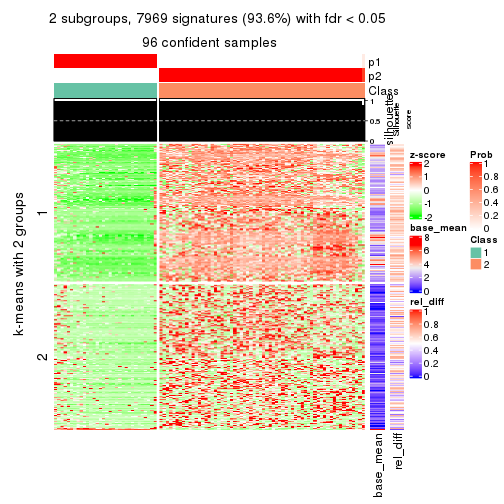 2 subgroups, 7969 signatures (93.6%) with fdr < 0.05
96 confident samples
p1
p2
Class
1
0.5
0
silhouette
Silhouette
score
k-means with 2 groups
1
2
z-score
2
1
0
-1
-2
base_mean
8
6
4
2
0
rel_diff
1
0.8
0.6
0.4
0.2
0
Prob
1
0.8
0.6
0.4
0.2
0
Class
1
2
base_mean
rel_diff